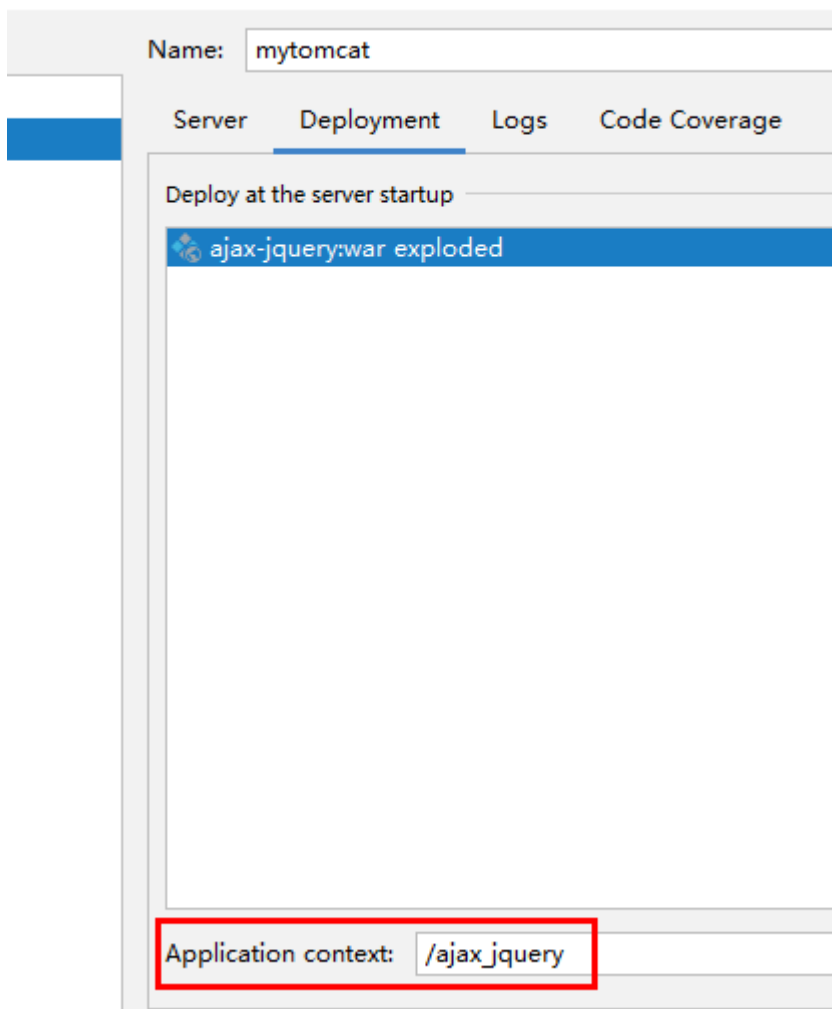 Name: mytomcat
Server Deployment Logs Code Coverage
Deploy at the server startup
ajax-jquery:war exploded
Application context: /ajax_jquery